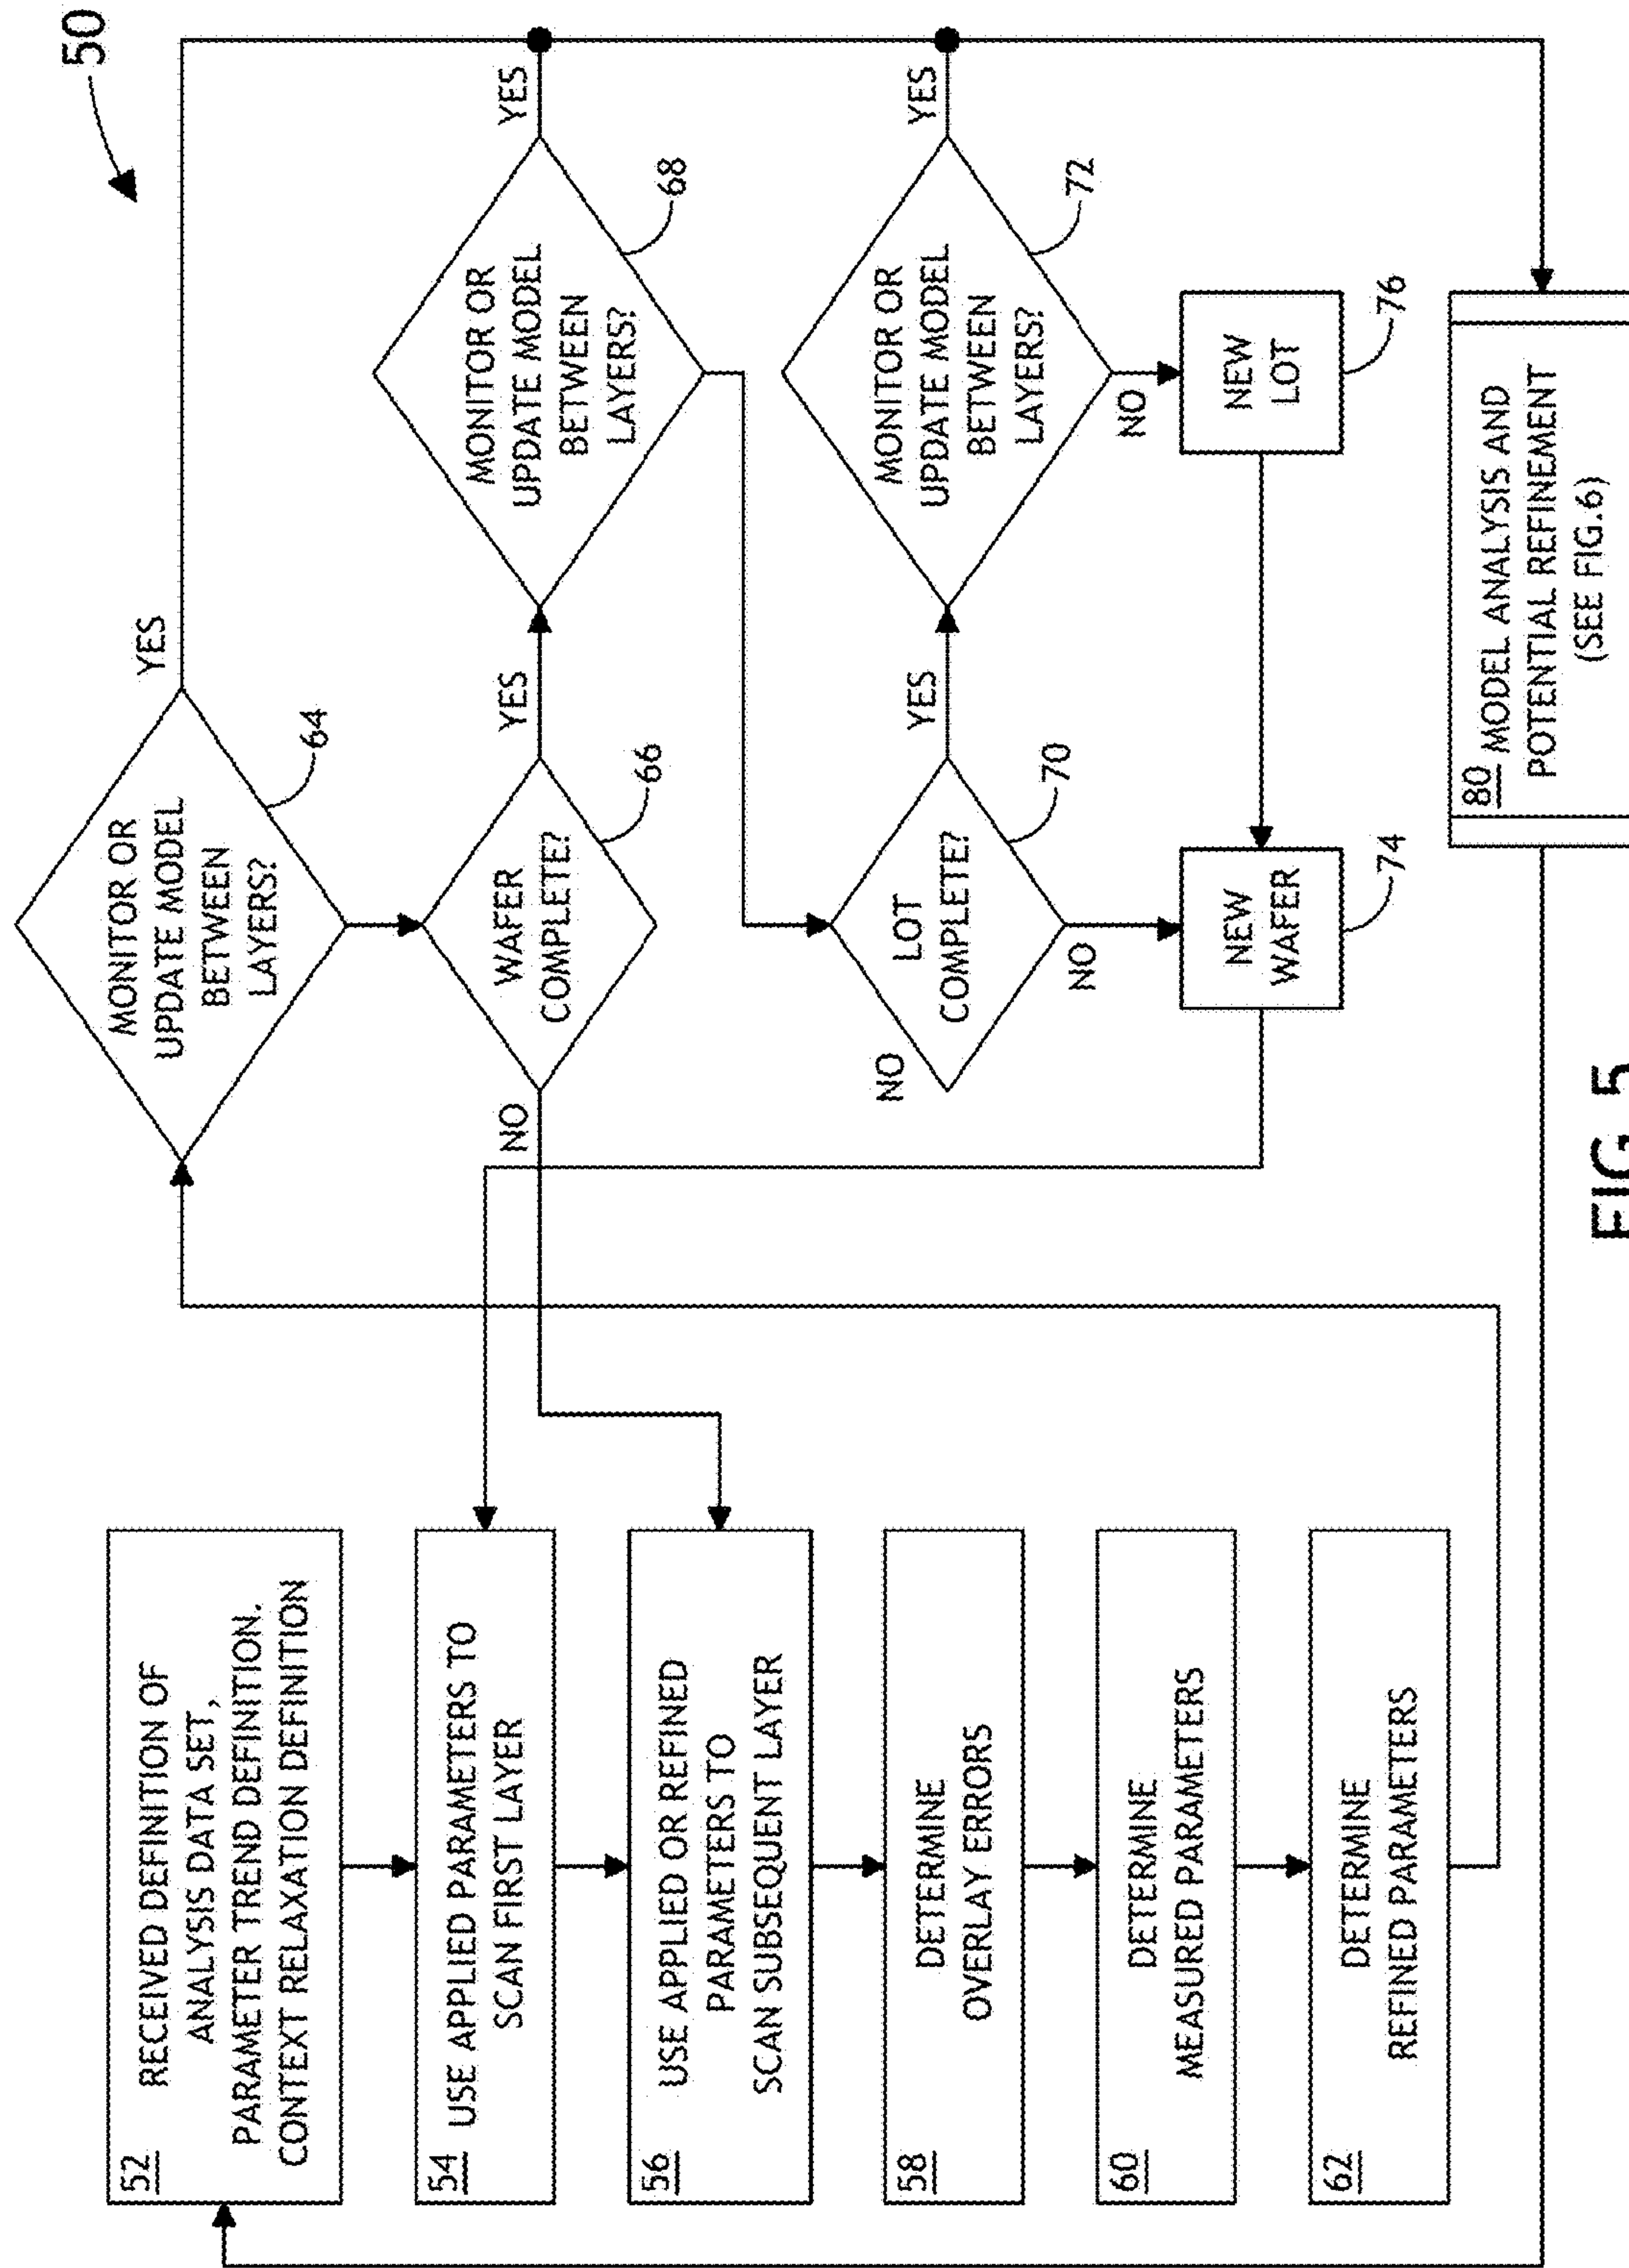 50
52
RECEIVED DEFINITION OF
ANALYSIS DATA SET,
PARAMETER TREND DEFINITION.
CONTEXT RELAXATION DEFINITION
54
USE APPLIED PARAMETERS TO
SCAN FIRST LAYER
56
USE APPLIED OR REFINED
PARAMETERS TO
SCAN SUBSEQUENT LAYER
58
DETERMINE
OVERLAY ERRORS
60
DETERMINE
MEASURED PARAMETERS
62
DETERMINE
REFINED PARAMETERS
MONITOR OR
UPDATE MODEL
BETWEEN
LAYERS?
64
YES
WAFER
COMPLETE?
66
NO
YES
MONITOR OR
UPDATE MODEL
BETWEEN
LAYERS?
68
YES
NO
LOT
COMPLETE?
70
YES
NO
MONITOR OR
UPDATE MODEL
BETWEEN
LAYERS?
72
YES
NO
NEW
WAFER
74
NEW
LOT
76
80 MODEL ANALYSIS AND
POTENTIAL REFINEMENT
(SEE FIG.6)
FIG. 5